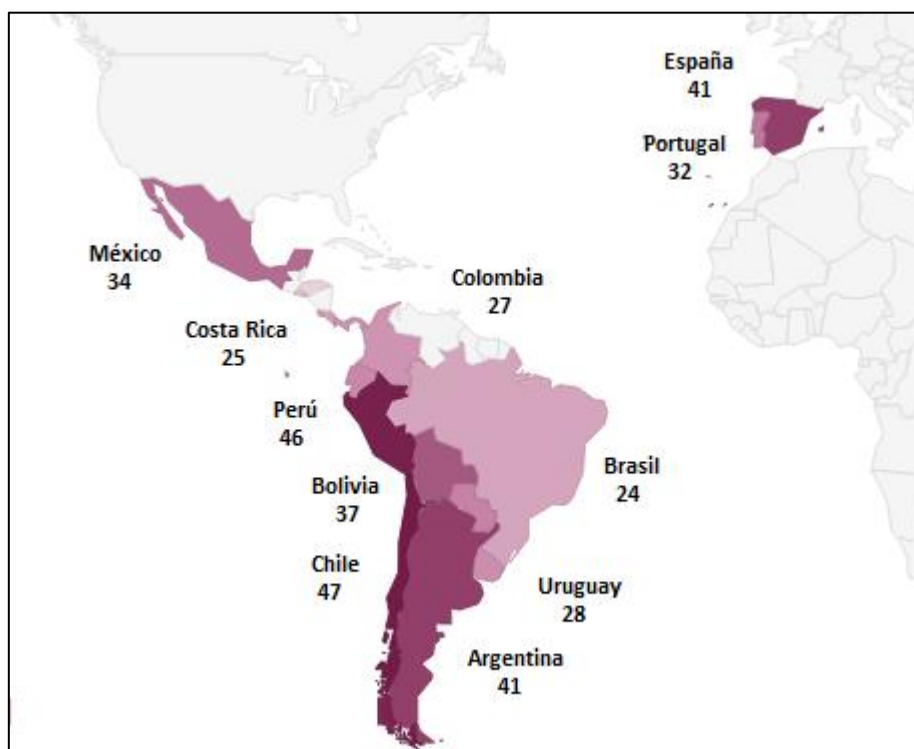 España
41
Portugal
32
México
34
Colombia
27
Costa Rica
25
Perú
46
Brasil
24
Bolivia
37
Chile
47
Uruguay
28
Argentina
41